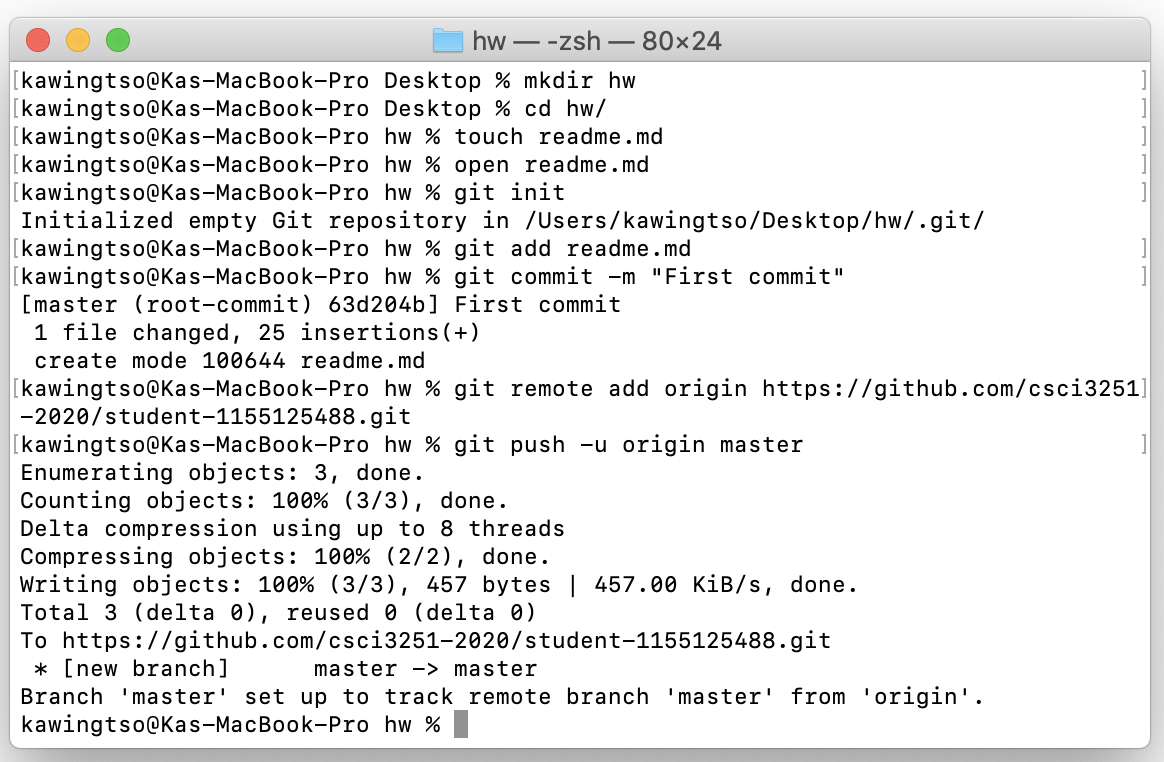 hw — -zsh — 80×24
[kawingtso@Kas-MacBook-Pro Desktop % mkdir hw ]
[kawingtso@Kas-MacBook-Pro Desktop % cd hw/ ]
[kawingtso@Kas-MacBook-Pro hw % touch readme.md ]
[kawingtso@Kas-MacBook-Pro hw % open readme.md ]
[kawingtso@Kas-MacBook-Pro hw % git init ]
Initialized empty Git repository in /Users/kawingtso/Desktop/hw/.git/
[kawingtso@Kas-MacBook-Pro hw % git add readme.md ]
[kawingtso@Kas-MacBook-Pro hw % git commit -m "First commit" ]
[master (root-commit) 63d204b] First commit
 1 file changed, 25 insertions(+)
 create mode 100644 readme.md
[kawingtso@Kas-MacBook-Pro hw % git remote add origin https://github.com/csci3251]
-2020/student-1155125488.git
[kawingtso@Kas-MacBook-Pro hw % git push -u origin master ]
Enumerating objects: 3, done.
Counting objects: 100% (3/3), done.
Delta compression using up to 8 threads
Compressing objects: 100% (2/2), done.
Writing objects: 100% (3/3), 457 bytes | 457.00 KiB/s, done.
Total 3 (delta 0), reused 0 (delta 0)
To https://github.com/csci3251-2020/student-1155125488.git
 * [new branch]      master -> master
Branch 'master' set up to track remote branch 'master' from 'origin'.
kawingtso@Kas-MacBook-Pro hw %